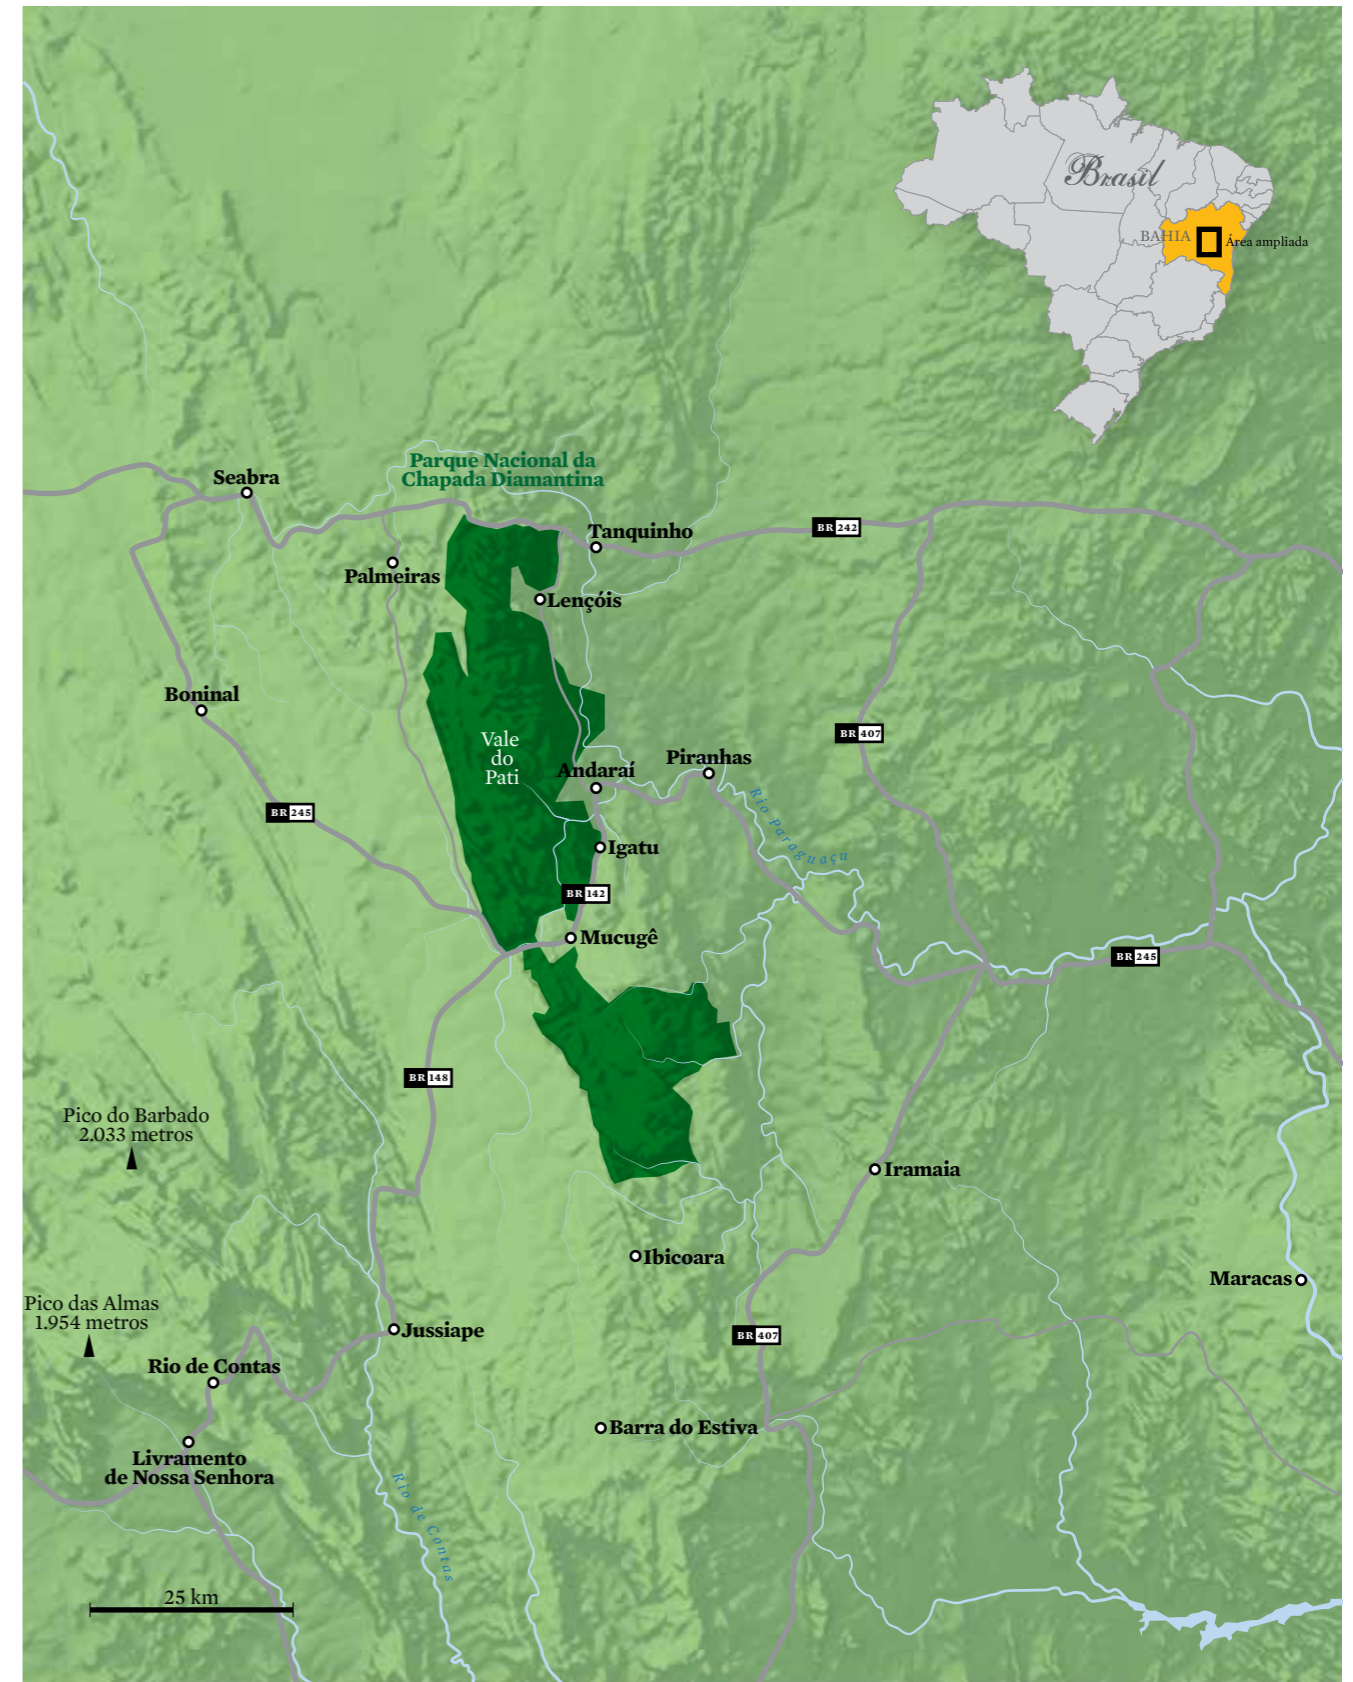 Brasil
BAHIA
Área ampliada
Parque Nacional da
Chapada Diamantina
Seabra
Tanquinho
BR 242
Palmeiras
Lençóis
Boninal
BR 407
Vale
do
Pati
Andaraí
Piranhas
Rio Paraguaçu
BR 245
Igatu
BR 142
Mucugê
BR 245
BR 148
Pico do Barbado
2.033 metros
Iramaia
Ibicoara
Maracas
Pico das Almas
1.954 metros
Jussiape
BR 407
Rio de Contas
Barra do Estiva
Livramento
de Nossa Senhora
Rio de Contas
25 km